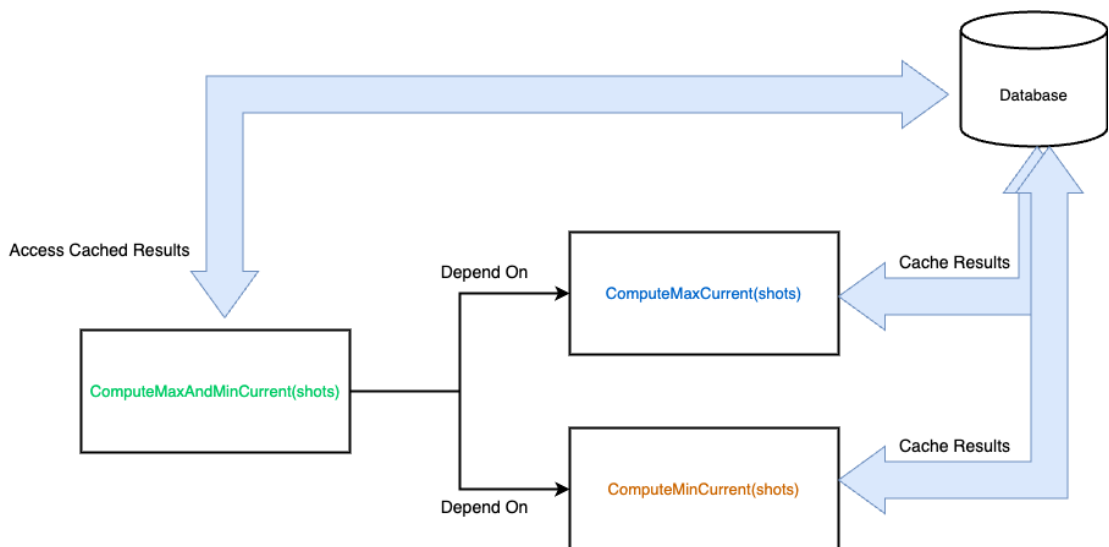 Database
Access Cached Results
Depend On
Cache Results
ComputeMaxCurrent(shots)
ComputeMaxAndMinCurrent(shots)
Cache Results
ComputeMinCurrent(shots)
Depend On